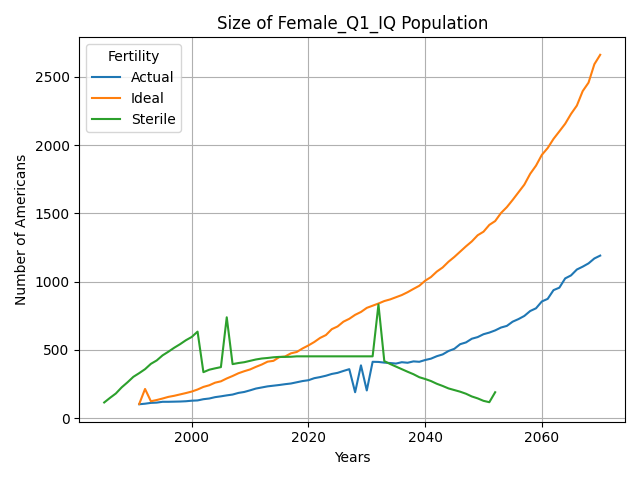 Size of Female_Q1_IQ Population
Fertility
Actual
Ideal
Sterile
Number of Americans
2500
2000
1500
1000
500
0
2000
2020
2040
2060
Years